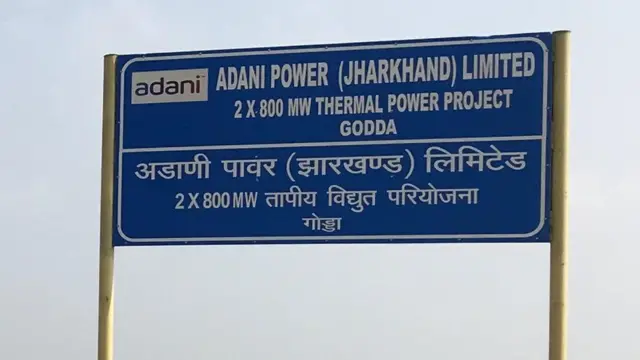 adani
ADANI POWER (JHARKHAND) LIMITED
2 X 800 MW THERMAL POWER PROJECT
GODDA
अडाणी पावर (झारखण्ड़) लिमिटेड
2 X 800 MW तापीय विद्युत परियोजना
गोड्डा